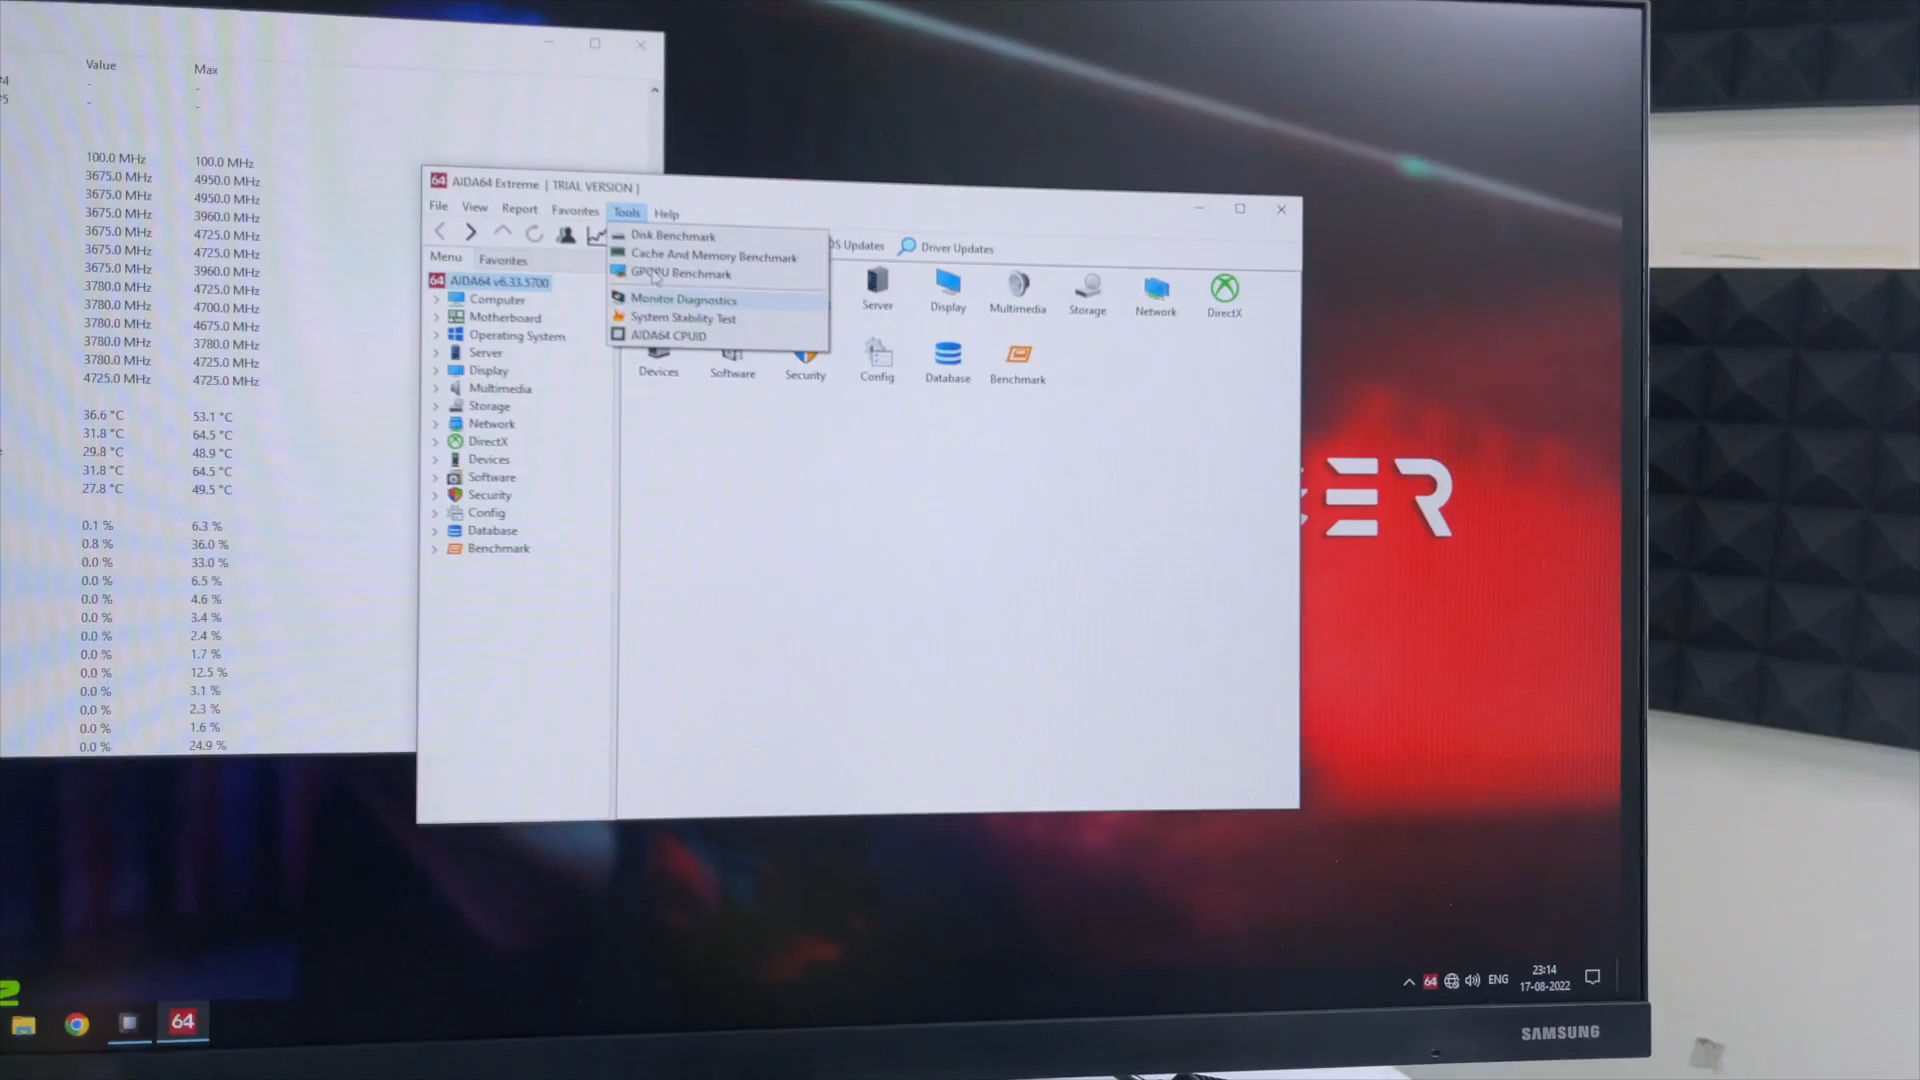 Value Max
#4 - -
#5 - -
100.0 MHz 100.0 MHz
3675.0 MHz 4950.0 MHz
3675.0 MHz 4950.0 MHz
3675.0 MHz 3960.0 MHz
3675.0 MHz 4725.0 MHz
3675.0 MHz 4725.0 MHz
3675.0 MHz 3960.0 MHz
3780.0 MHz 4725.0 MHz
3780.0 MHz 4700.0 MHz
3780.0 MHz 4675.0 MHz
3780.0 MHz 3780.0 MHz
3780.0 MHz 4725.0 MHz
4725.0 MHz 4725.0 MHz
36.6 °C 53.1 °C
31.8 °C 64.5 °C
29.8 °C 48.9 °C
31.8 °C 64.5 °C
27.8 °C 49.5 °C
0.1 % 6.3 %
0.8 % 36.0 %
0.0 % 33.0 %
0.0 % 6.5 %
0.0 % 4.6 %
0.0 % 3.4 %
0.0 % 2.4 %
0.0 % 1.7 %
0.0 % 12.5 %
0.0 % 3.1 %
0.0 % 2.3 %
0.0 % 1.6 %
0.0 % 24.9 %
64 AIDA64 Extreme [ TRIAL VERSION ]
File View Report Favorites Tools Help
Disk Benchmark
Cache And Memory Benchmark
GPGPU Benchmark
Monitor Diagnostics
System Stability Test
AIDA64 CPUID
OS Updates Driver Updates
Menu Favorites
64 AIDA64 v6.33.5700
Computer
Motherboard
Operating System
Server
Display
Multimedia
Storage
Network
DirectX
Devices
Software
Security
Config
Database
Benchmark
Server Display Multimedia Storage Network DirectX
Devices Software Security Config Database Benchmark
ER
64 ENG 23:14
17-08-2022
64
SAMSUNG